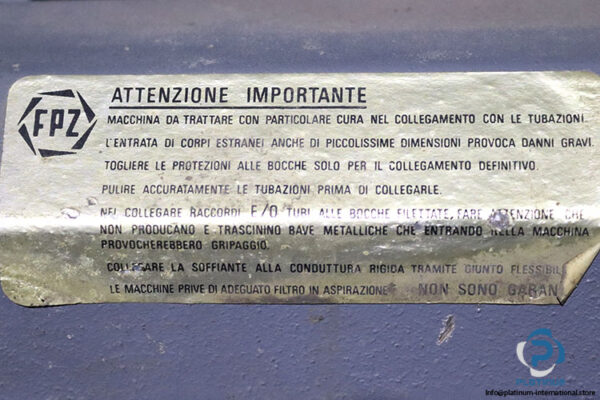 FPZ
ATTENZIONE IMPORTANTE
MACCHINA DA TRATTARE CON PARTICOLARE CURA NEL COLLEGAMENTO CON LE TUBAZIONI.
L'ENTRATA DI CORPI ESTRANEI ANCHE DI PICCOLISSIME DIMENSIONI PROVOCA DANNI GRAVI.
TOGLIERE LE PROTEZIONI ALLE BOCCHE SOLO PER IL COLLEGAMENTO DEFINITIVO.
PULIRE ACCURATAMENTE LE TUBAZIONI PRIMA DI COLLEGARLE.
NEL COLLEGARE RACCORDI E/O TUBI ALLE BOCCHE FILETTATE, FARE ATTENZIONE CHE
NON PRODUCANO E TRASCININO BAVE METALLICHE CHE ENTRANDO NELLA MACCHINA
PROVOCHEREBBERO GRIPAGGIO.
COLLEGARE LA SOFFIANTE ALLA CONDUTTURA RIGIDA TRAMITE GIUNTO FLESSIBIL
LE MACCHINE PRIVE DI ADEGUATO FILTRO IN ASPIRAZIONE NON SONO GARAN
info@platinum-international.store